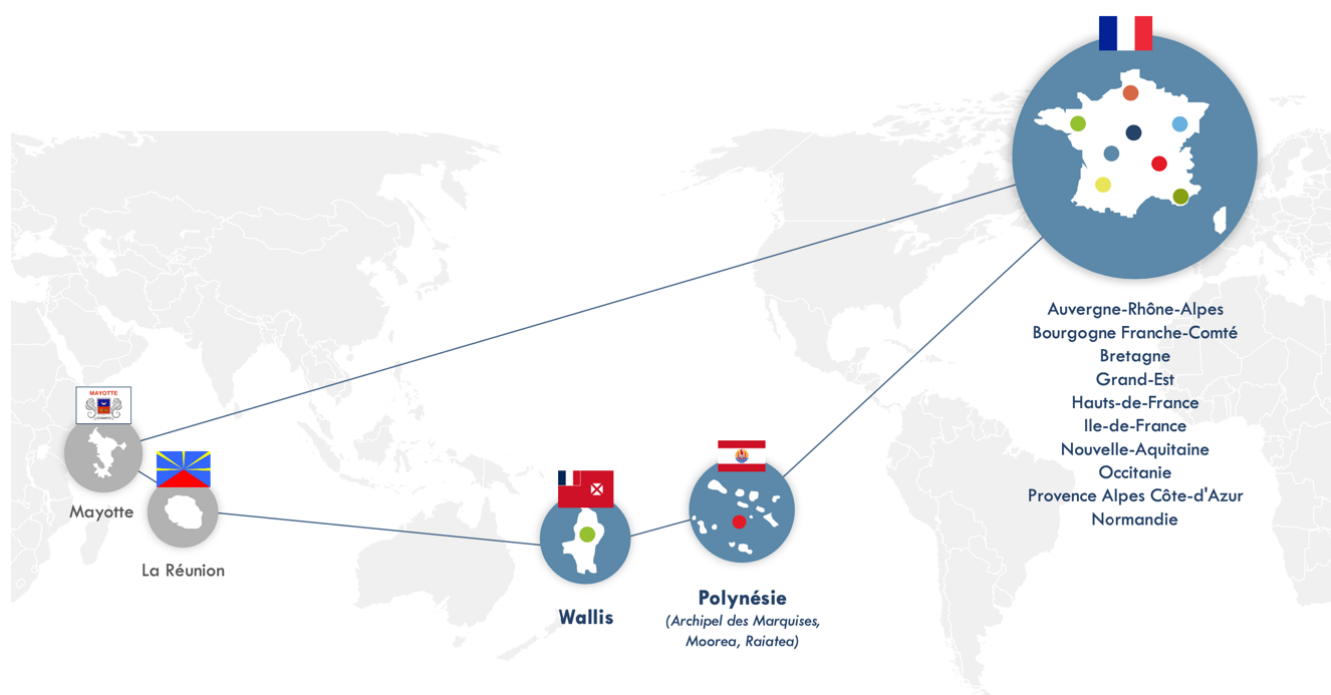 Auvergne-Rhône-Alpes
Bourgogne Franche-Comté
Bretagne
Grand-Est
Hauts-de-France
Ile-de-France
Nouvelle-Aquitaine
Occitanie
Provence Alpes Côte-d'Azur
Normandie
MAYOTTE
Mayotte
La Réunion
Wallis
Polynésie
(Archipel des Marquises,
Moorea, Raiatea)